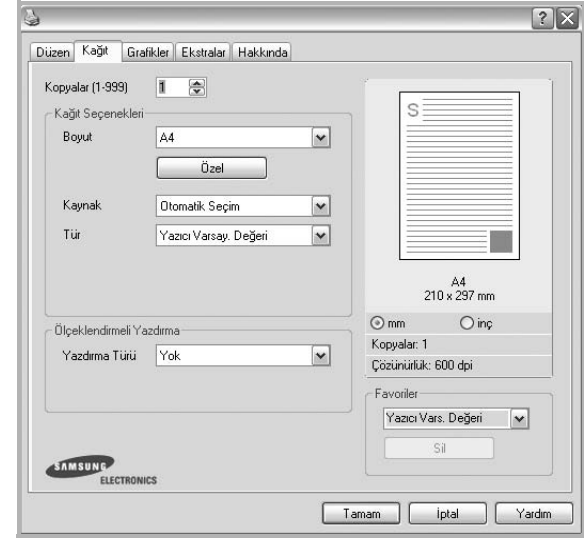 Düzen Kağıt Grafikler Ekstralar Hakkında
Kopyalar (1-999) 1
Kağıt Seçenekleri
Boyut A4
Özel
Kaynak Otomatik Seçim
Tür Yazıcı Varsay. Değeri
Ölçeklendirmeli Yazdırma
Yazdırma Türü Yok
SAMSUNG
ELECTRONICS
S
A4
210 x 297 mm
mm inç
Kopyalar: 1
Çözünürlük: 600 dpi
Favoriler
Yazıcı Vars. Değeri
Sil
Tamam İptal Yardım